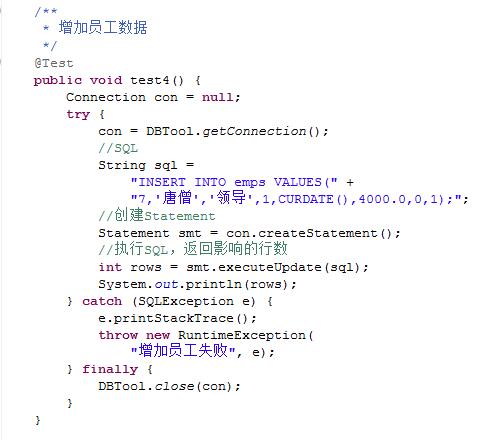 /**
 * 增加员工数据
 */
@Test
public void test4() {
    Connection con = null;
    try {
        con = DBTool.getConnection();
        //SQL
        String sql =
            "INSERT INTO emps VALUES(" +
            "7,'唐僧','领导',1,CURDATE(),4000.0,0,1);";
        //创建Statement
        Statement smt = con.createStatement();
        //执行SQL，返回影响的行数
        int rows = smt.executeUpdate(sql);
        System.out.println(rows);
    } catch (SQLException e) {
        e.printStackTrace();
        throw new RuntimeException(
            "增加员工失败", e);
    } finally {
        DBTool.close(con);
    }
}